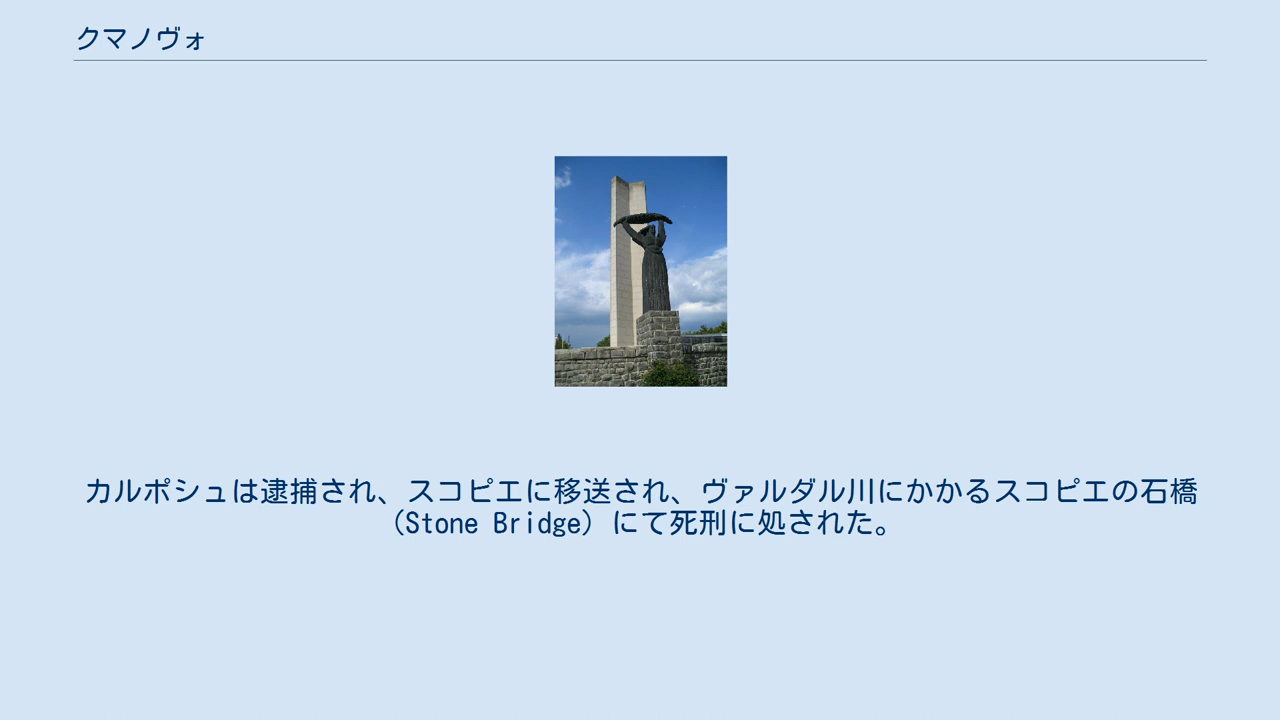 クマノヴォ
カルポシュは逮捕され、スコピエに移送され、ヴァルダル川にかかるスコピエの石橋
（Stone Bridge）にて死刑に処された。